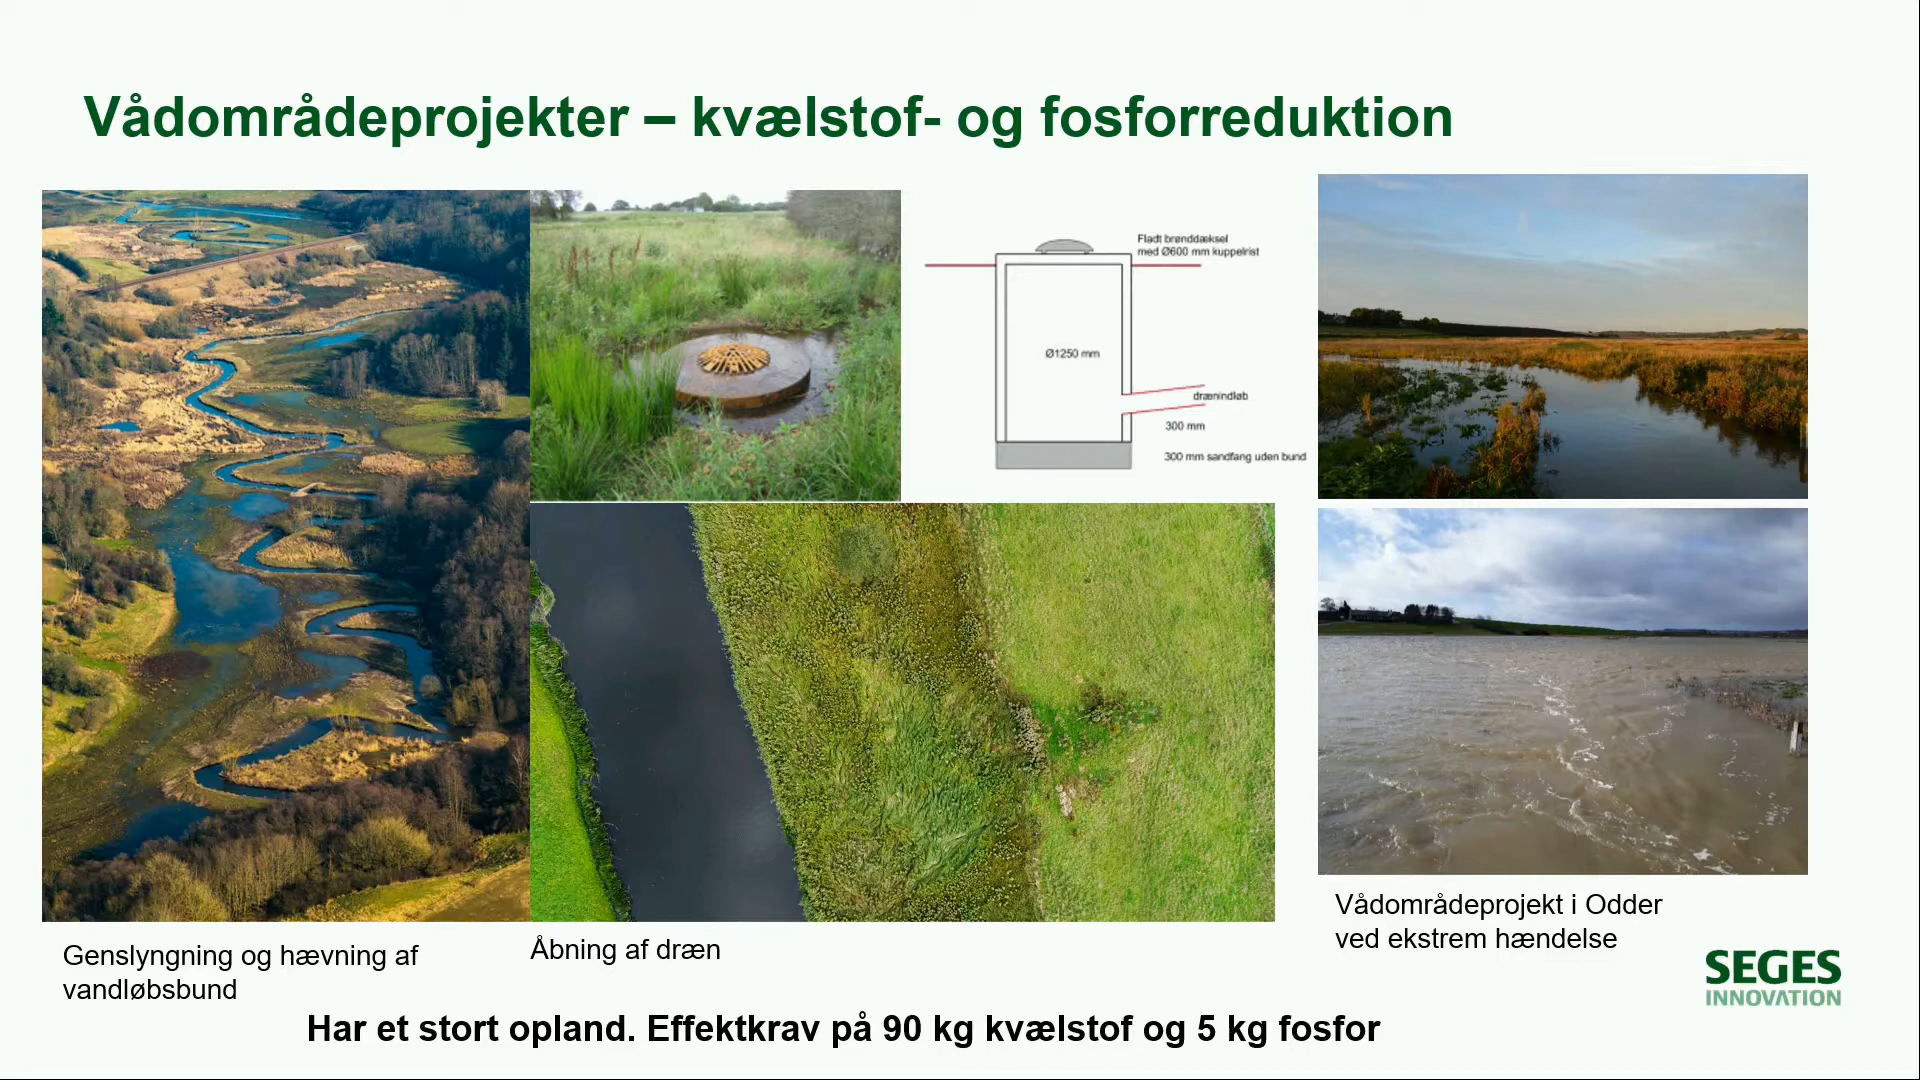 Vådområdeprojekter – kvælstof- og fosforreduktion
Fladt brønddæksel
med Ø600 mm kuppelrist
Ø1250 mm
drænindløb
300 mm
300 mm sandfang uden bund
Genslyngning og hævning af
vandløbsbund
Åbning af dræn
Vådområdeprojekt i Odder
ved ekstrem hændelse
SEGES
INNOVATION
Har et stort opland. Effektkrav på 90 kg kvælstof og 5 kg fosfor